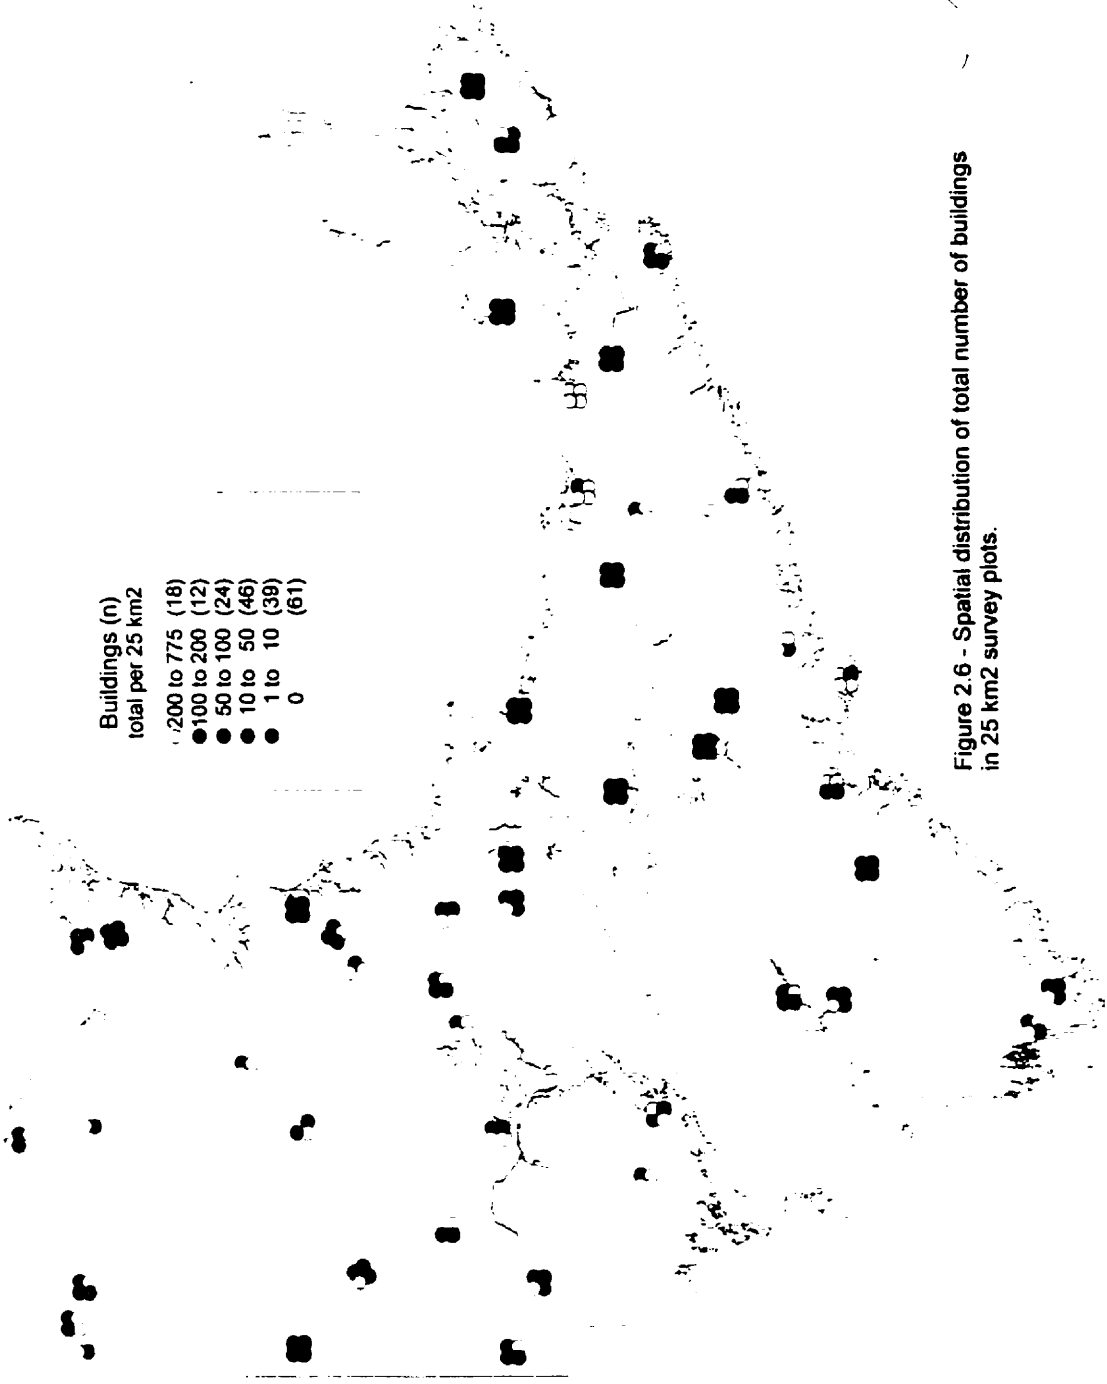 Buildings (n)
total per 25 km2
200 to 775 (18)
100 to 200 (12)
50 to 100 (24)
10 to 50 (46)
1 to 10 (39)
0 (61)
Figure 2.6 - Spatial distribution of total number of buildings
in 25 km2 survey plots.